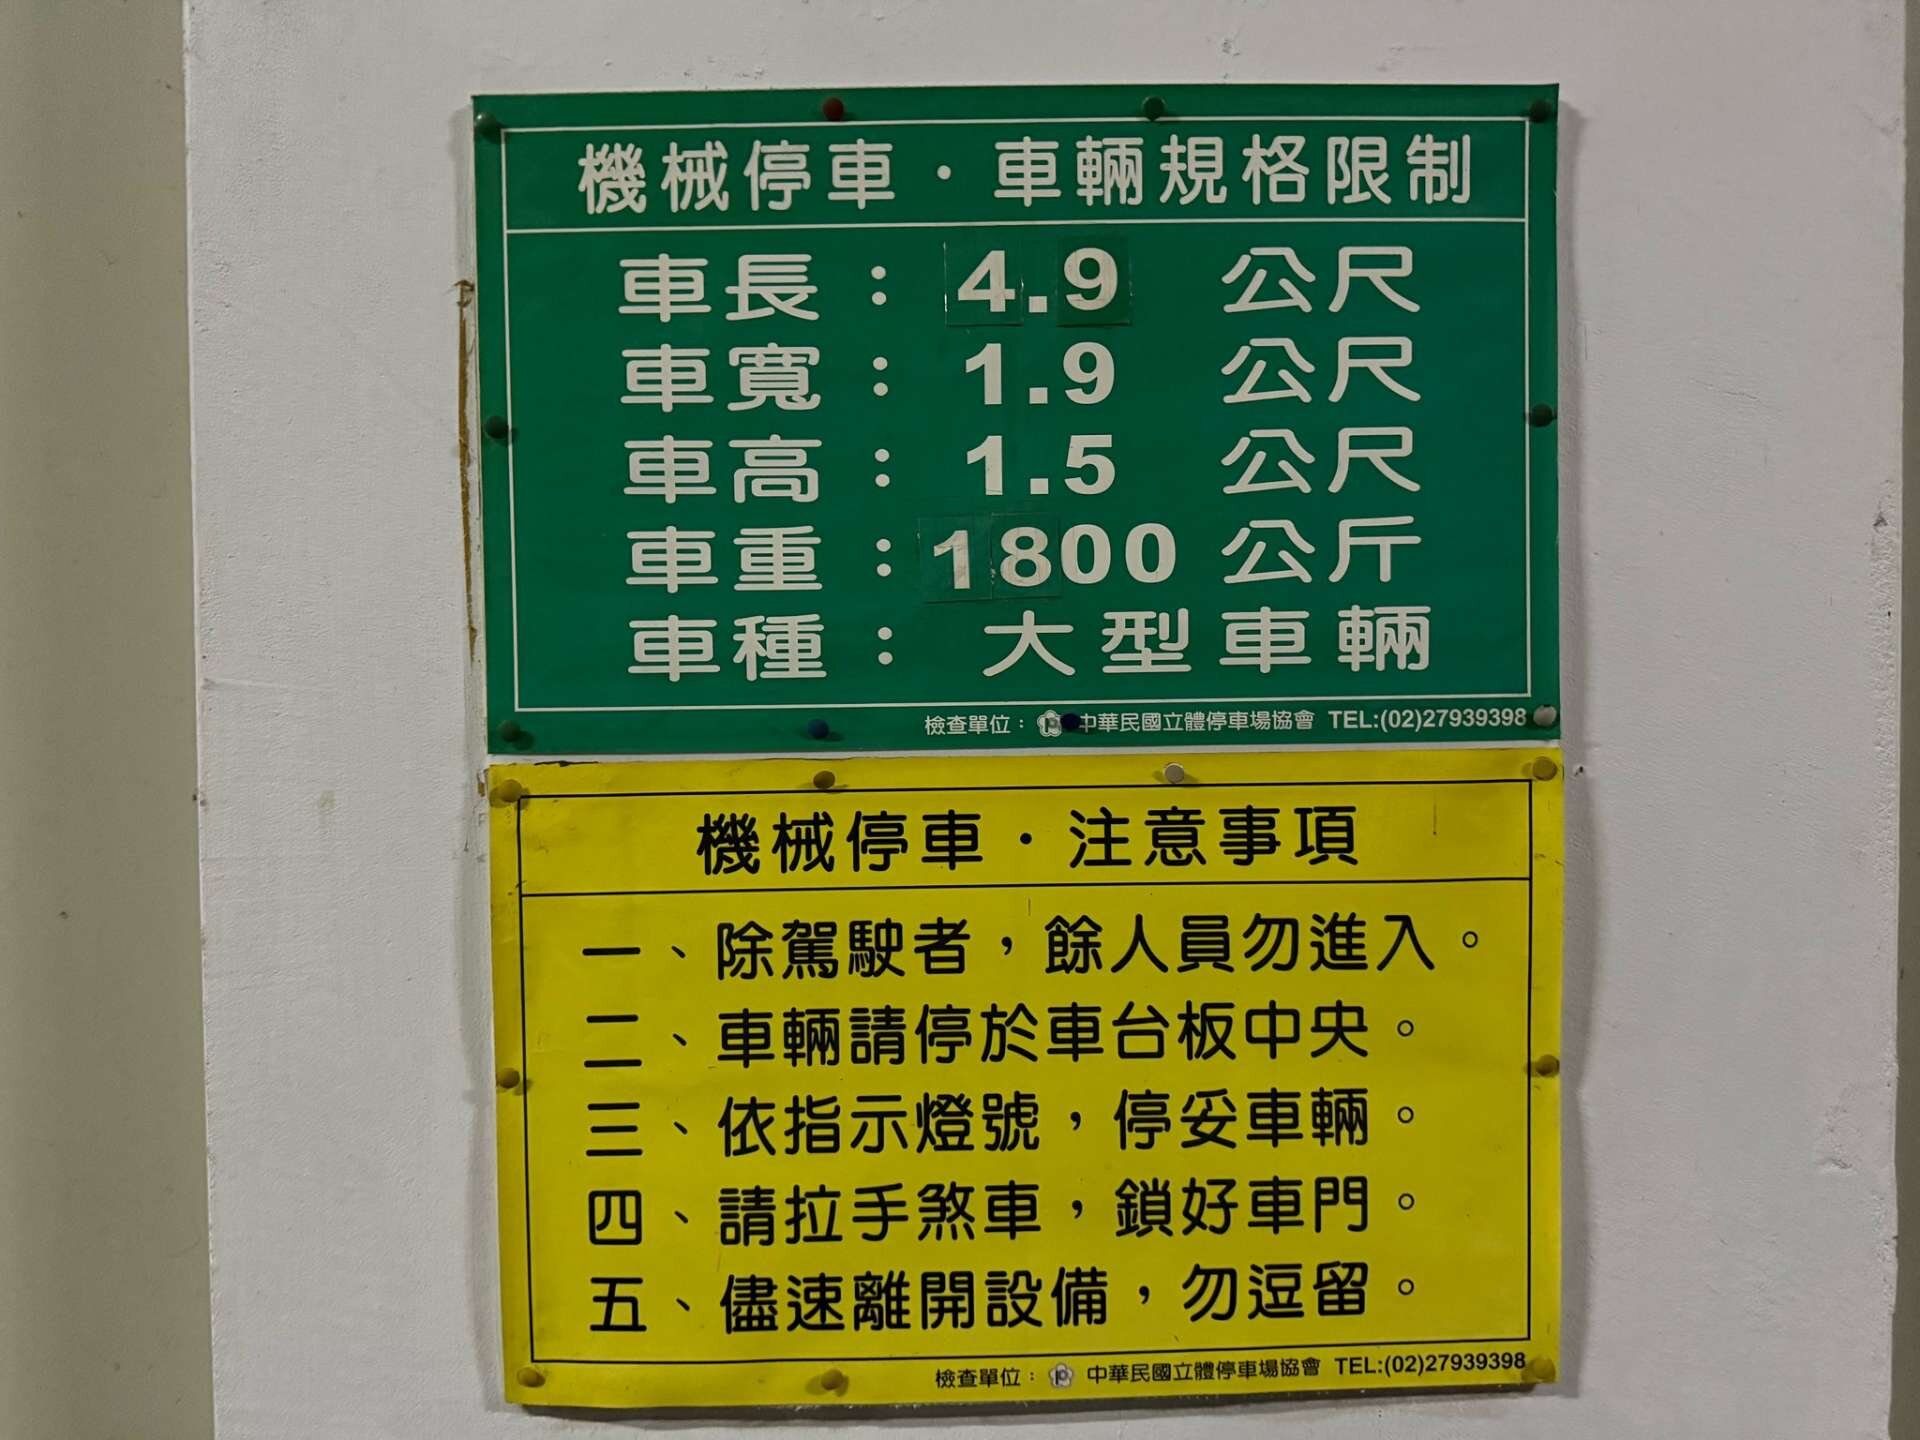 機械停車·車輛規格限制
車長：4.9 公尺
車寬：1.9 公尺
車高：1.5 公尺
車重：1800 公斤
車種：大型車輛
檢查單位：中華民國立體停車場協會 TEL:(02)27939398
機械停車·注意事項
一、除駕駛者，餘人員勿進入。
二、車輛請停於車台板中央。
三、依指示燈號，停妥車輛。
四、請拉手煞車，鎖好車門。
五、儘速離開設備，勿逗留。
檢查單位：中華民國立體停車場協會 TEL:(02)27939398